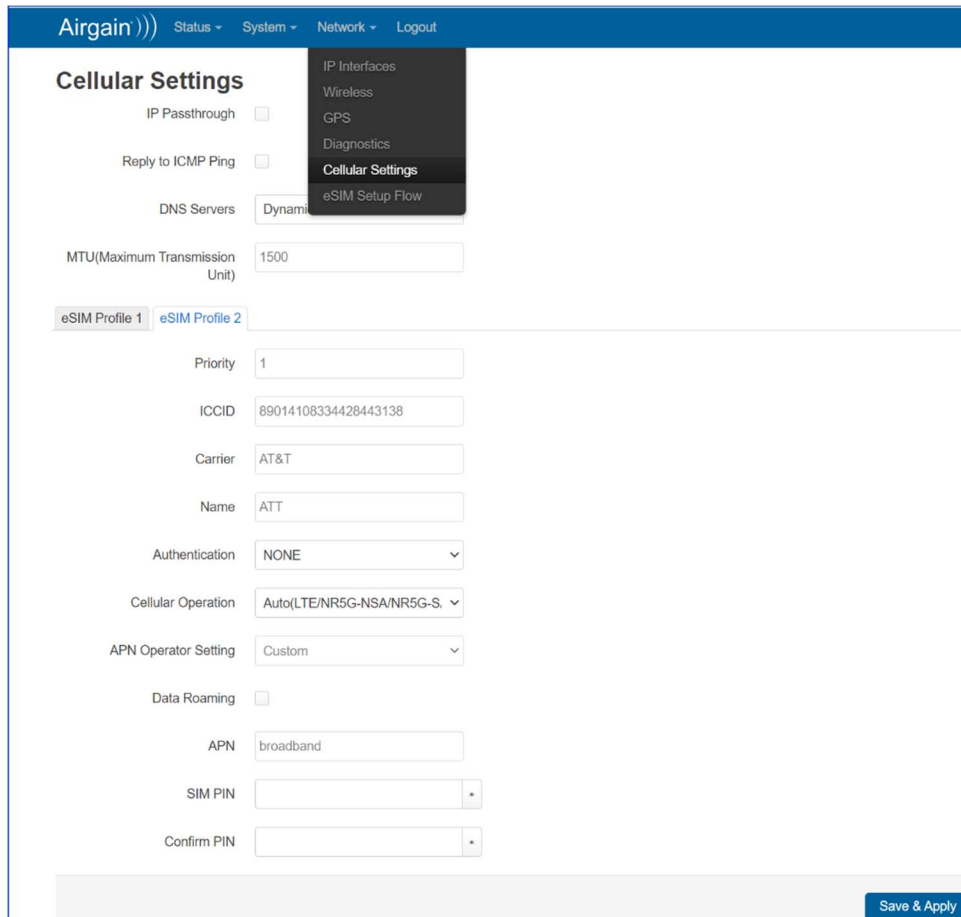 Airgain Status System Network Logout
IP Interfaces
Wireless
GPS
Diagnostics
Cellular Settings
eSIM Setup Flow
Cellular Settings
IP Passthrough
Reply to ICMP Ping
DNS Servers Dynami
MTU(Maximum Transmission
Unit) 1500
eSIM Profile 1 eSIM Profile 2
Priority 1
ICCID 89014108334428443138
Carrier AT&T
Name ATT
Authentication NONE
Cellular Operation Auto(LTE/NR5G-NSA/NR5G-S
APN Operator Setting Custom
Data Roaming
APN broadband
SIM PIN *
Confirm PIN *
Save & Apply